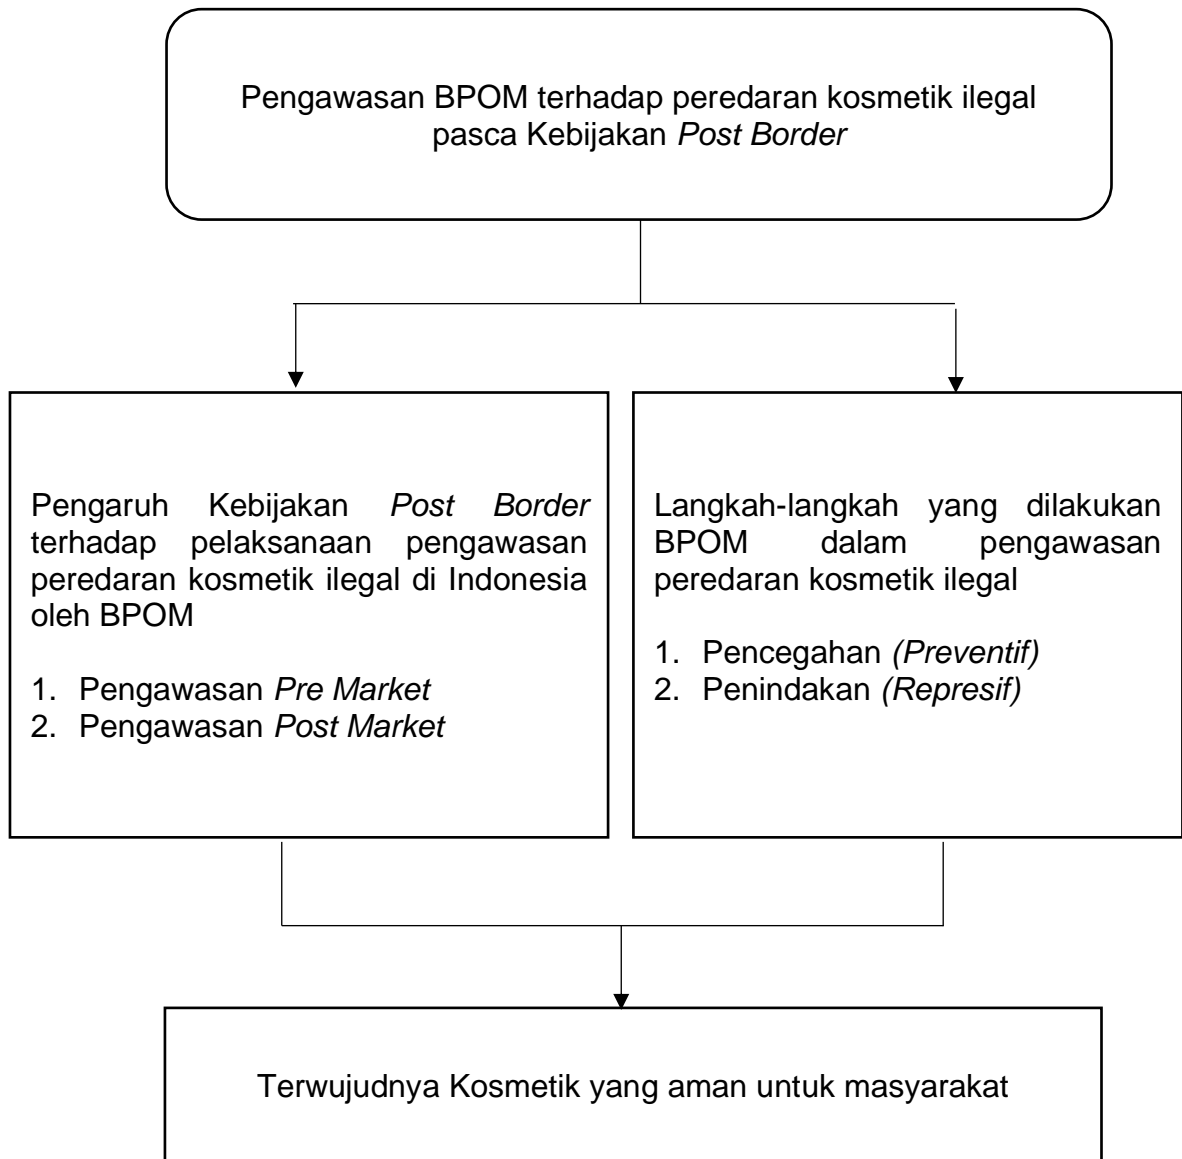 Pengawasan BPOM terhadap peredaran kosmetik ilegal
pasca Kebijakan Post Border
Pengaruh Kebijakan Post Border
terhadap pelaksanaan pengawasan
peredaran kosmetik ilegal di Indonesia
oleh BPOM
1. Pengawasan Pre Market
2. Pengawasan Post Market
Langkah-langkah yang dilakukan
BPOM dalam pengawasan
peredaran kosmetik ilegal
1. Pencegahan (Preventif)
2. Penindakan (Represif)
Terwujudnya Kosmetik yang aman untuk masyarakat